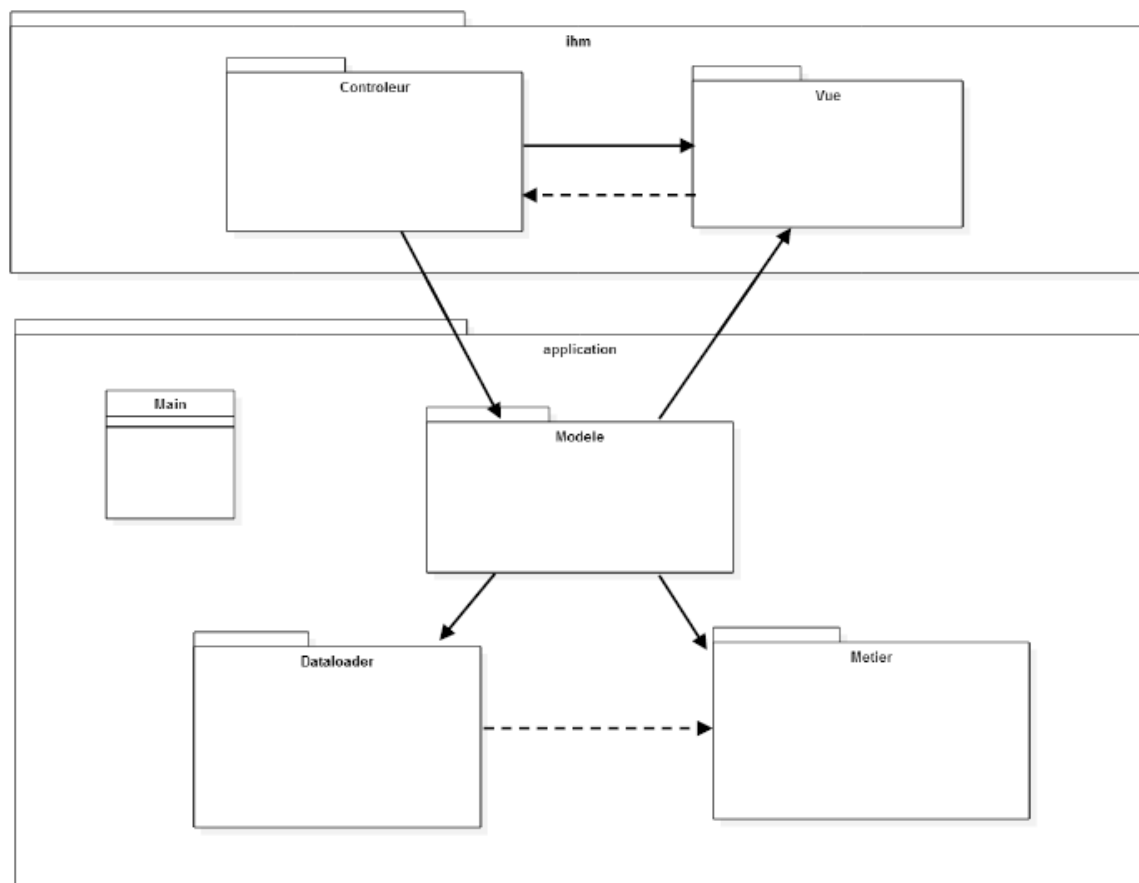 ihm
Controleur
Vue
application
Main
Modele
Dataloader
Metier